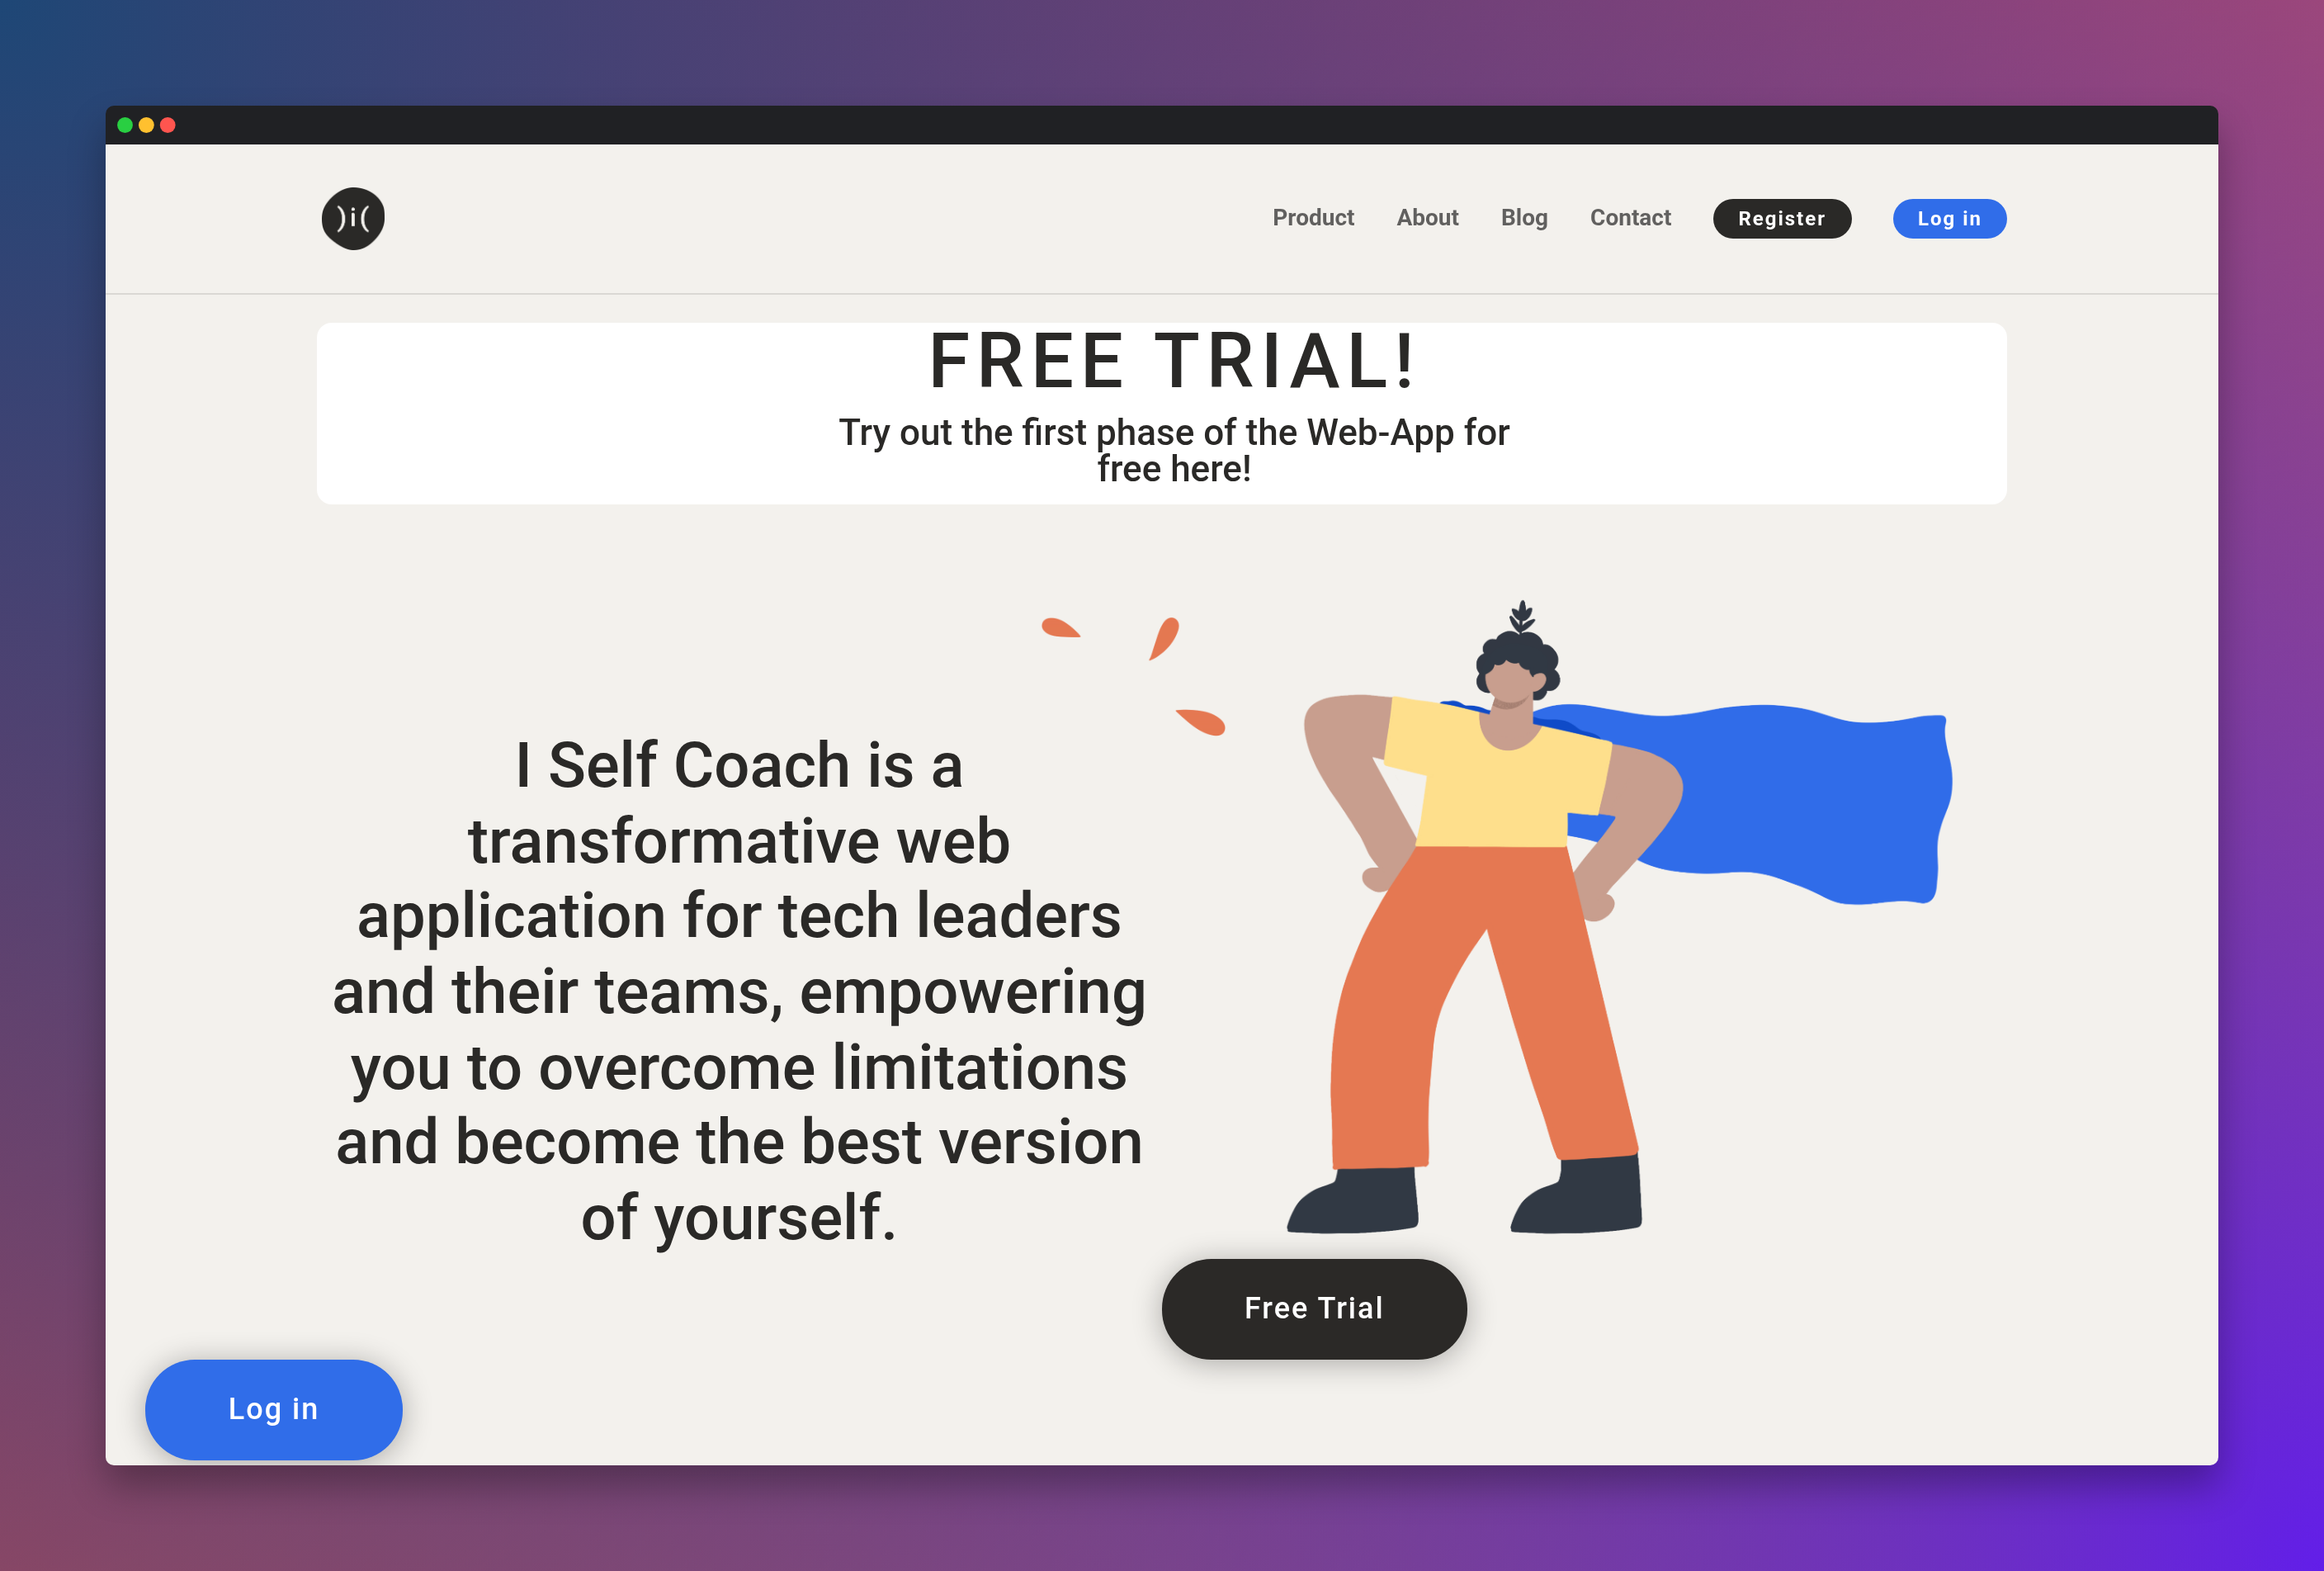 )i(
Product About Blog Contact Register Log in
FREE TRIAL!
Try out the first phase of the Web-App for
free here!
I Self Coach is a
transformative web
application for tech leaders
and their teams, empowering
you to overcome limitations
and become the best version
of yourself.
Free Trial
Log in